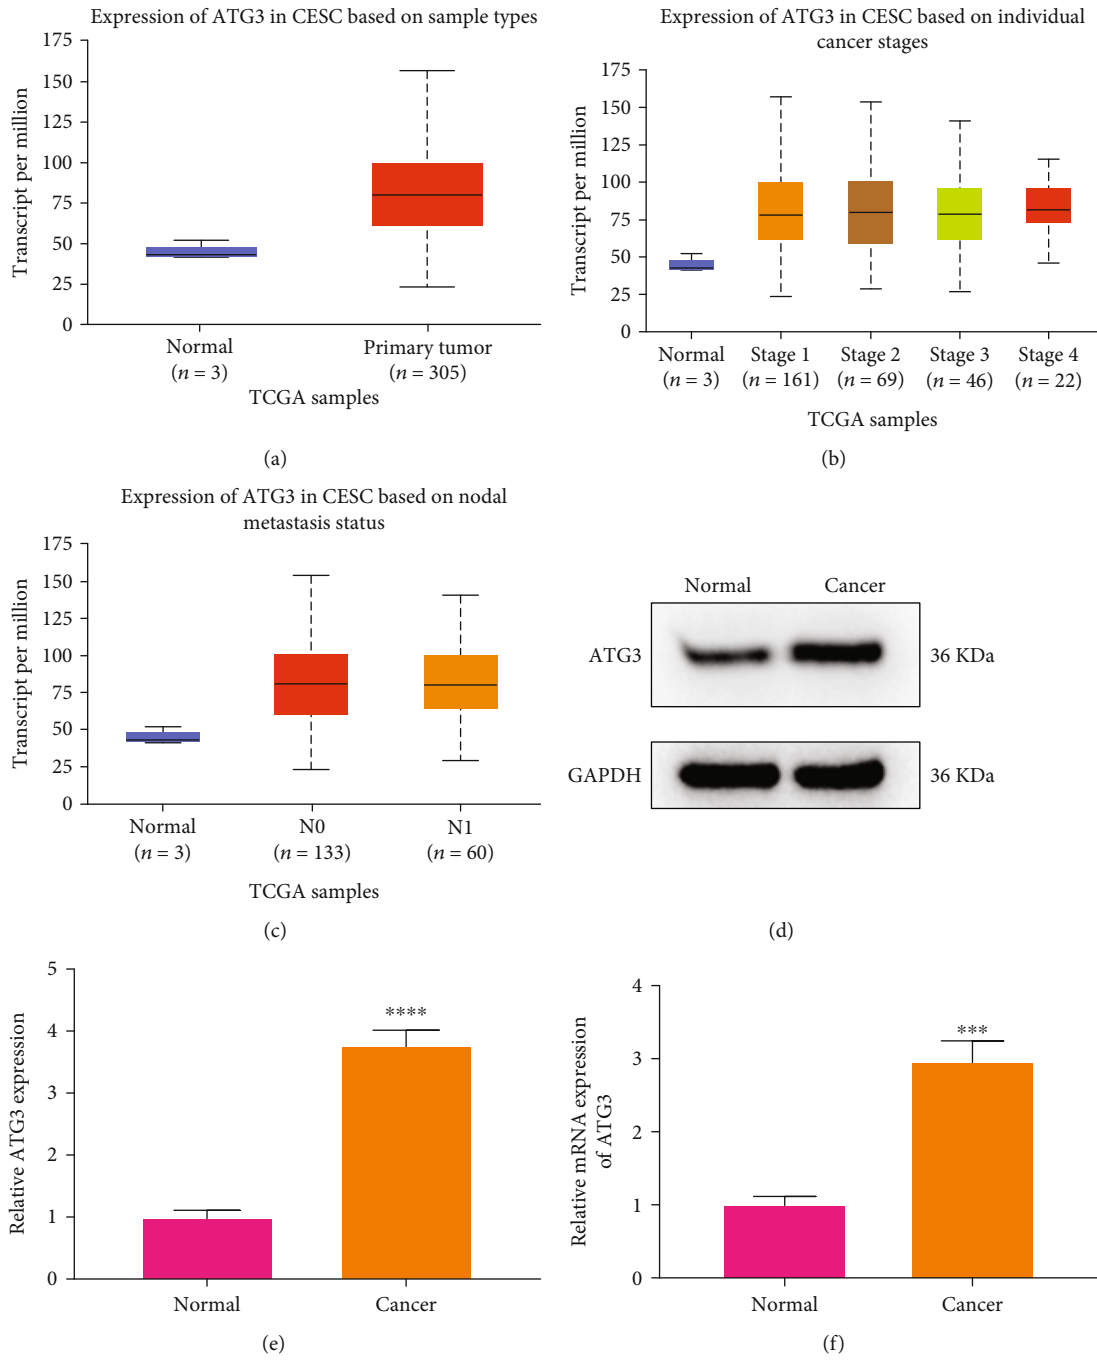 Expression of ATG3 in CESC based on sample types
Transcript per million
175
150
125
100
75
50
25
0
Normal
(n = 3)
Primary tumor
(n = 305)
TCGA samples
(a)
Expression of ATG3 in CESC based on individual
cancer stages
Transcript per million
175
150
125
100
75
50
25
0
Normal
(n = 3)
Stage 1
(n = 161)
Stage 2
(n = 69)
Stage 3
(n = 46)
Stage 4
(n = 22)
TCGA samples
(b)
Expression of ATG3 in CESC based on nodal
metastasis status
Transcript per million
175
150
125
100
75
50
25
0
Normal
(n = 3)
N0
(n = 133)
N1
(n = 60)
TCGA samples
(c)
Normal Cancer
ATG3 36 KDa
GAPDH 36 KDa
(d)
Relative ATG3 expression
5
4
3
2
1
0
****
Normal Cancer
(e)
Relative mRNA expression
of ATG3
4
3
2
1
0
***
Normal Cancer
(f)